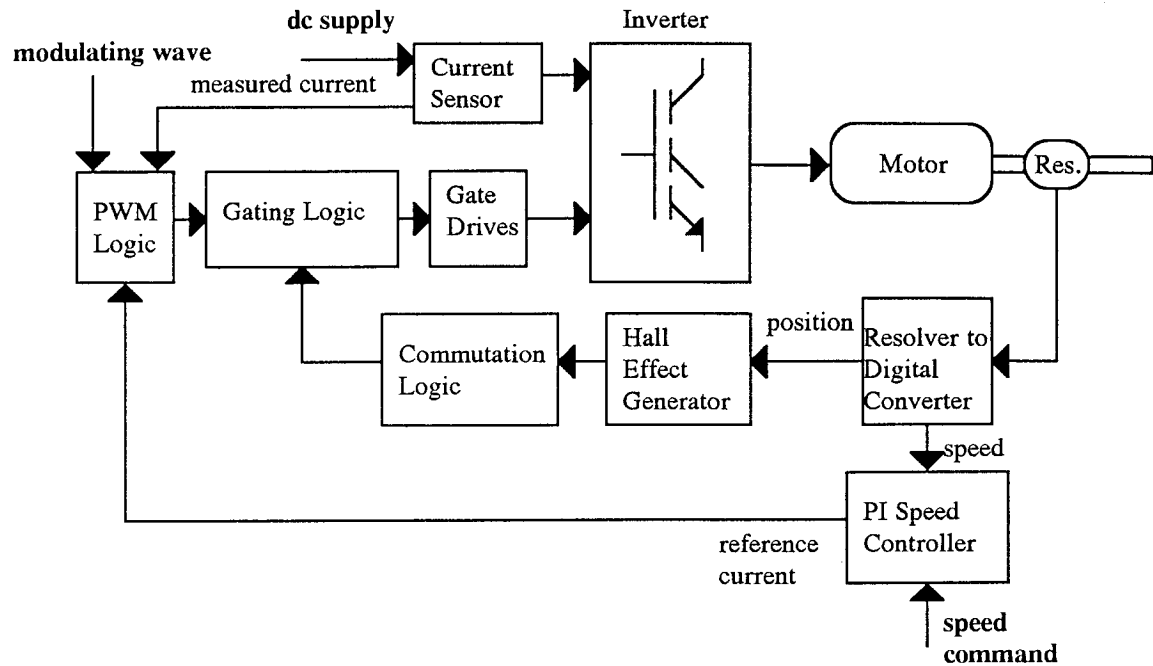 dc supply
Inverter
modulating wave
measured current
Current
Sensor
Motor
Res.
PWM
Logic
Gating Logic
Gate
Drives
position
Commutation
Logic
Hall
Effect
Generator
Resolver to
Digital
Converter
speed
PI Speed
Controller
reference
current
speed
command